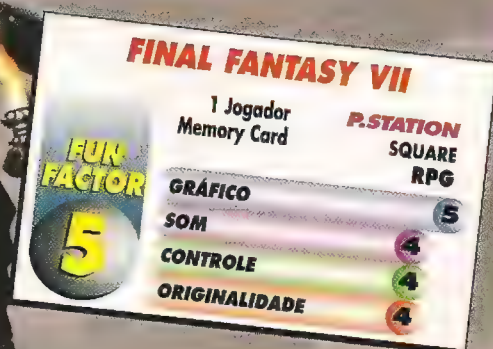 FINAL FANTASY VII
1 Jogador
Memory Card
P.STATION
SQUARE
RPG
FUN
FACTOR
5
GRÁFICO 5
SOM 4
CONTROLE 4
ORIGINALIDADE 4